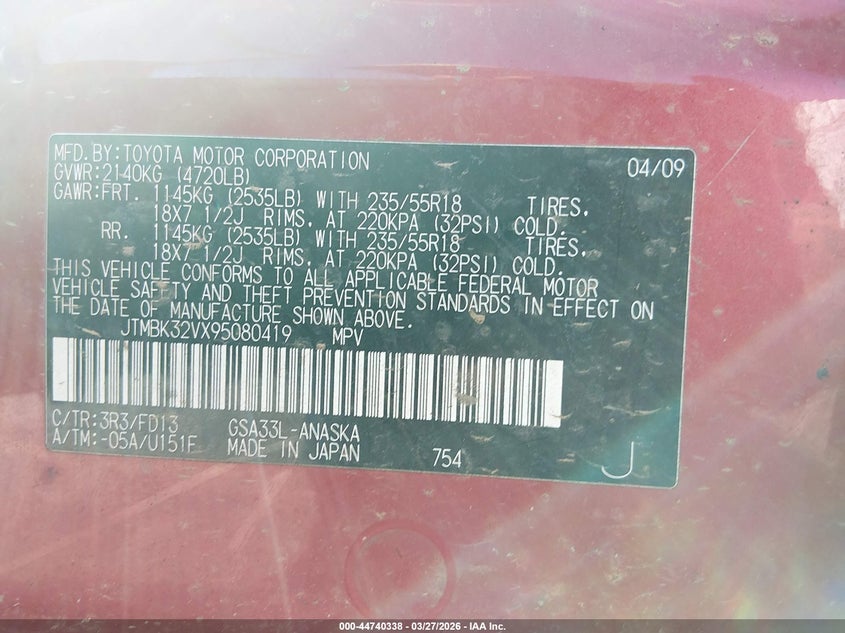 MFD.BY:TOYOTA MOTOR CORPORATION 04/09
GVWR:2140KG (4720LB)
GAWR:FRT. 1145KG (2535LB) WITH 235/55R18 TIRES,
18X7 1/2J RIMS, AT 220KPA (32PSI) COLD.
RR. 1145KG (2535LB) WITH 235/55R18 TIRES,
18X7 1/2J RIMS, AT 220KPA (32PSI) COLD.
THIS VEHICLE CONFORMS TO ALL APPLICABLE FEDERAL MOTOR
VEHICLE SAFETY AND THEFT PREVENTION STANDARDS IN EFFECT ON
THE DATE OF MANUFACTURE SHOWN ABOVE.
JTMBK32VX95080419 MPV
C/TR:3R3/FD13 GSA33L-ANASKA
A/TM:-05A/U151F MADE IN JAPAN 754 J
000-44740338 - 03/27/2026 - IAA Inc.